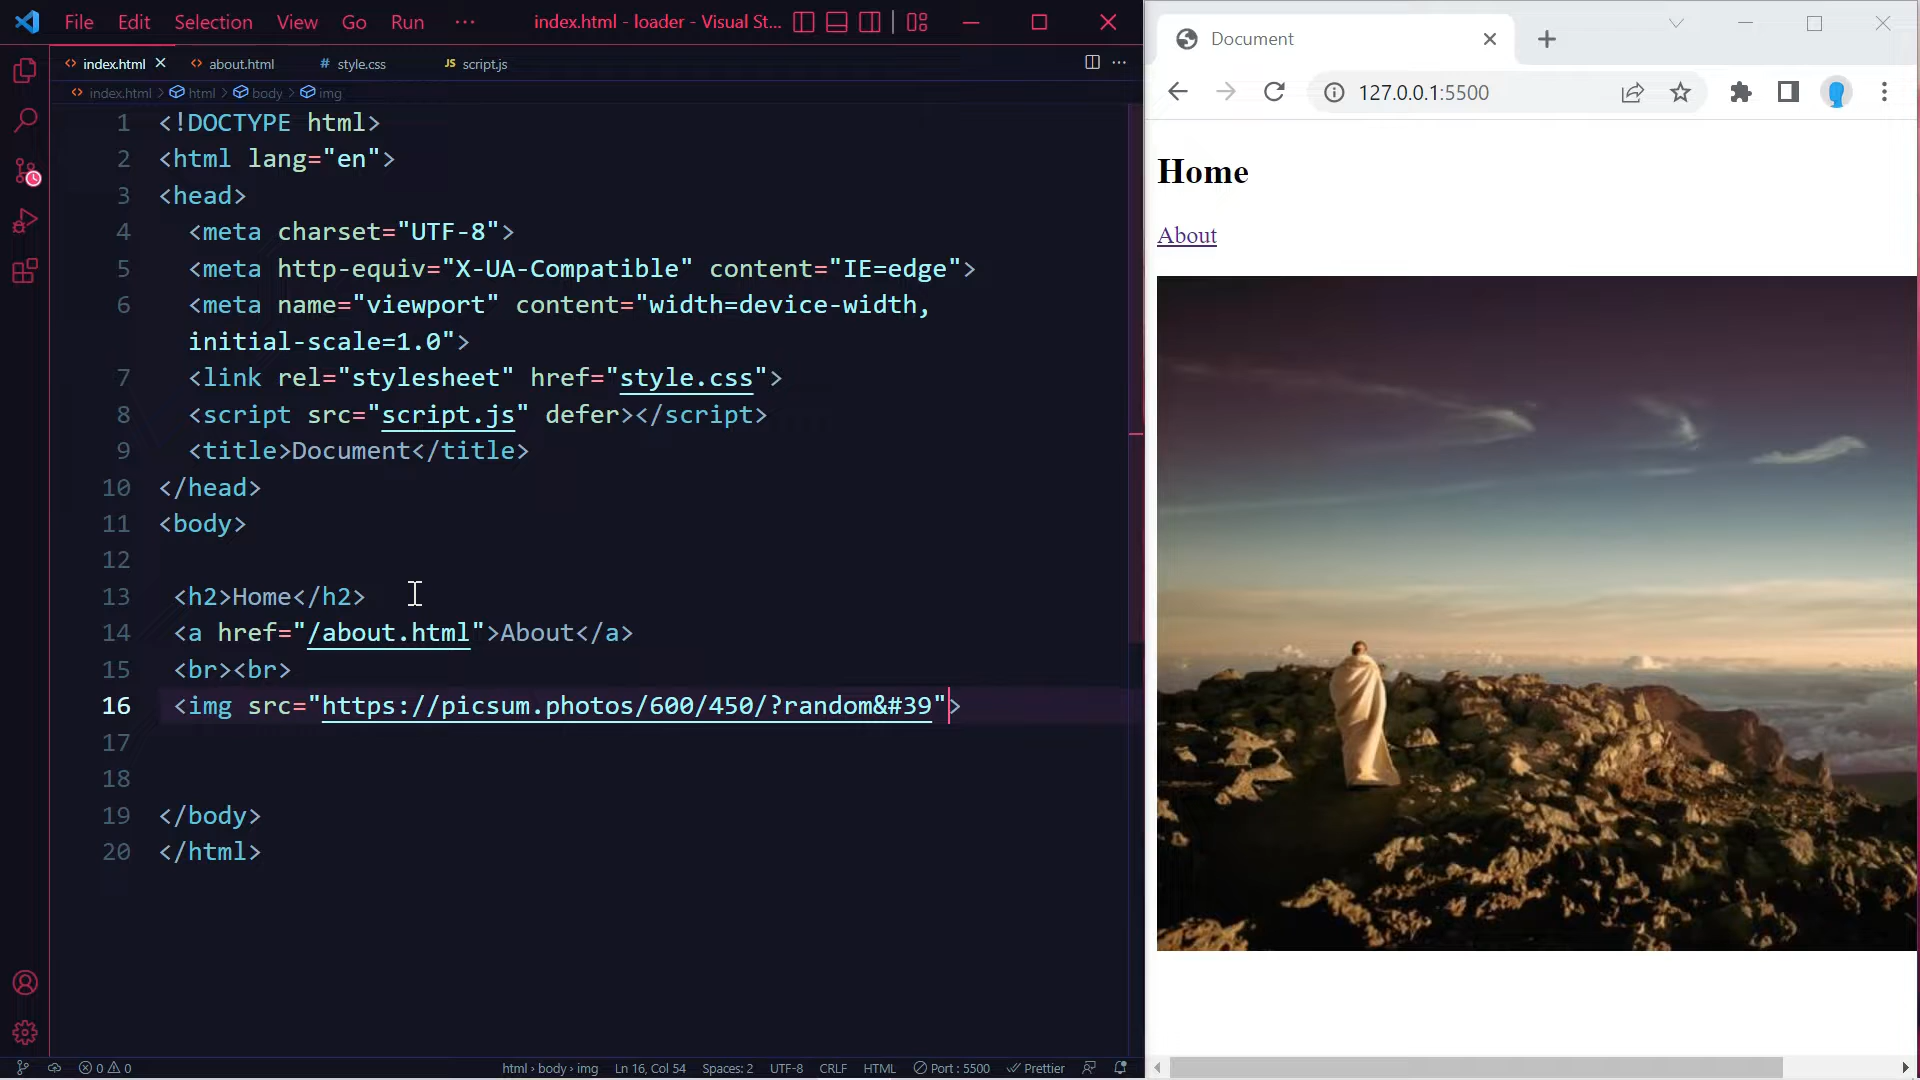 File Edit Selection View Go Run ··· index.html - loader - Visual St...
index.html about.html # style.css JS script.js
index.html > html > body > img
1 <!DOCTYPE html>
2 <html lang="en">
3 <head>
4 <meta charset="UTF-8">
5 <meta http-equiv="X-UA-Compatible" content="IE=edge">
6 <meta name="viewport" content="width=device-width,
initial-scale=1.0">
7 <link rel="stylesheet" href="style.css">
8 <script src="script.js" defer></script>
9 <title>Document</title>
10 </head>
11 <body>
12
13 <h2>Home</h2>
14 <a href="/about.html">About</a>
15 <br><br>
16 <img src="https://picsum.photos/600/450/?random&#39">
17
18
19 </body>
20 </html>
0 0 html > body > img Ln 16, Col 54 Spaces: 2 UTF-8 CRLF HTML Port : 5500 Prettier
Document
127.0.0.1:5500
Home
About